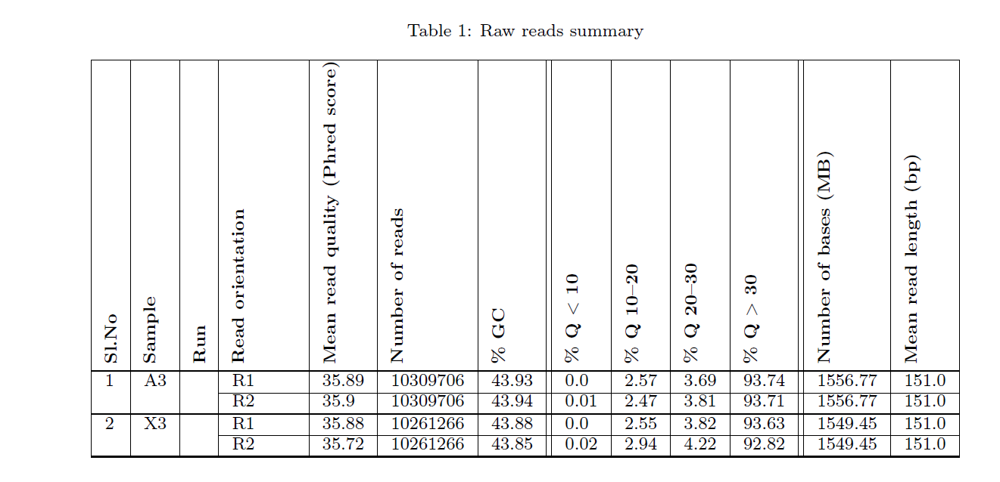 Table 1: Raw reads summary
Sl.No Sample Run Read orientation Mean read quality (Phred score) Number of reads % GC % Q < 10 % Q 10–20 % Q 20–30 % Q > 30 Number of bases (MB) Mean read length (bp)
1 A3 R1 35.89 10309706 43.93 0.0 2.57 3.69 93.74 1556.77 151.0
R2 35.9 10309706 43.94 0.01 2.47 3.81 93.71 1556.77 151.0
2 X3 R1 35.88 10261266 43.88 0.0 2.55 3.82 93.63 1549.45 151.0
R2 35.72 10261266 43.85 0.02 2.94 4.22 92.82 1549.45 151.0